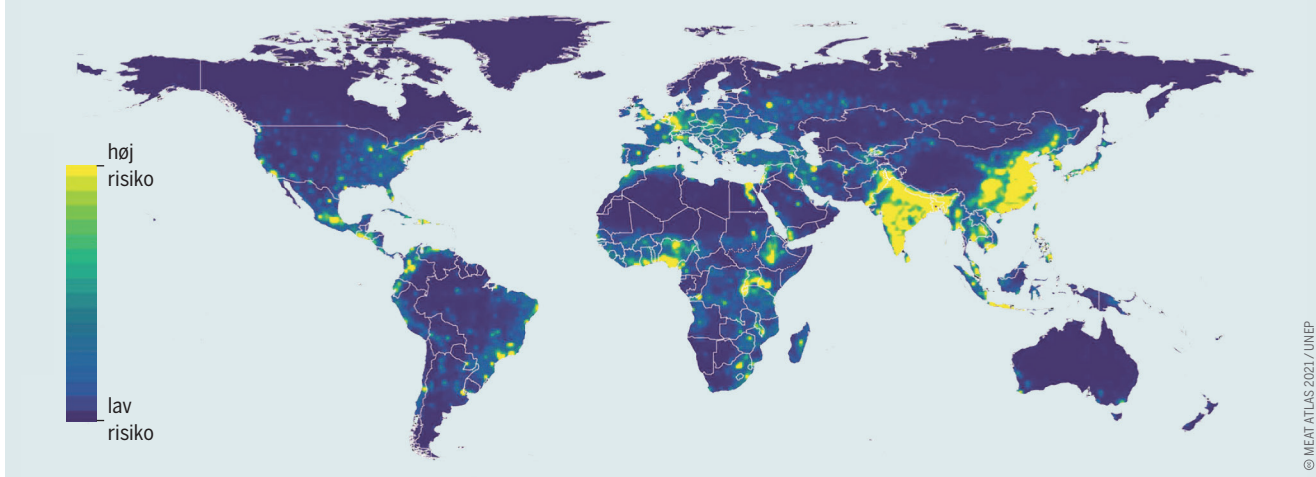 høj
risiko
lav
risiko
MEAT ATLAS 2021 / UNEP